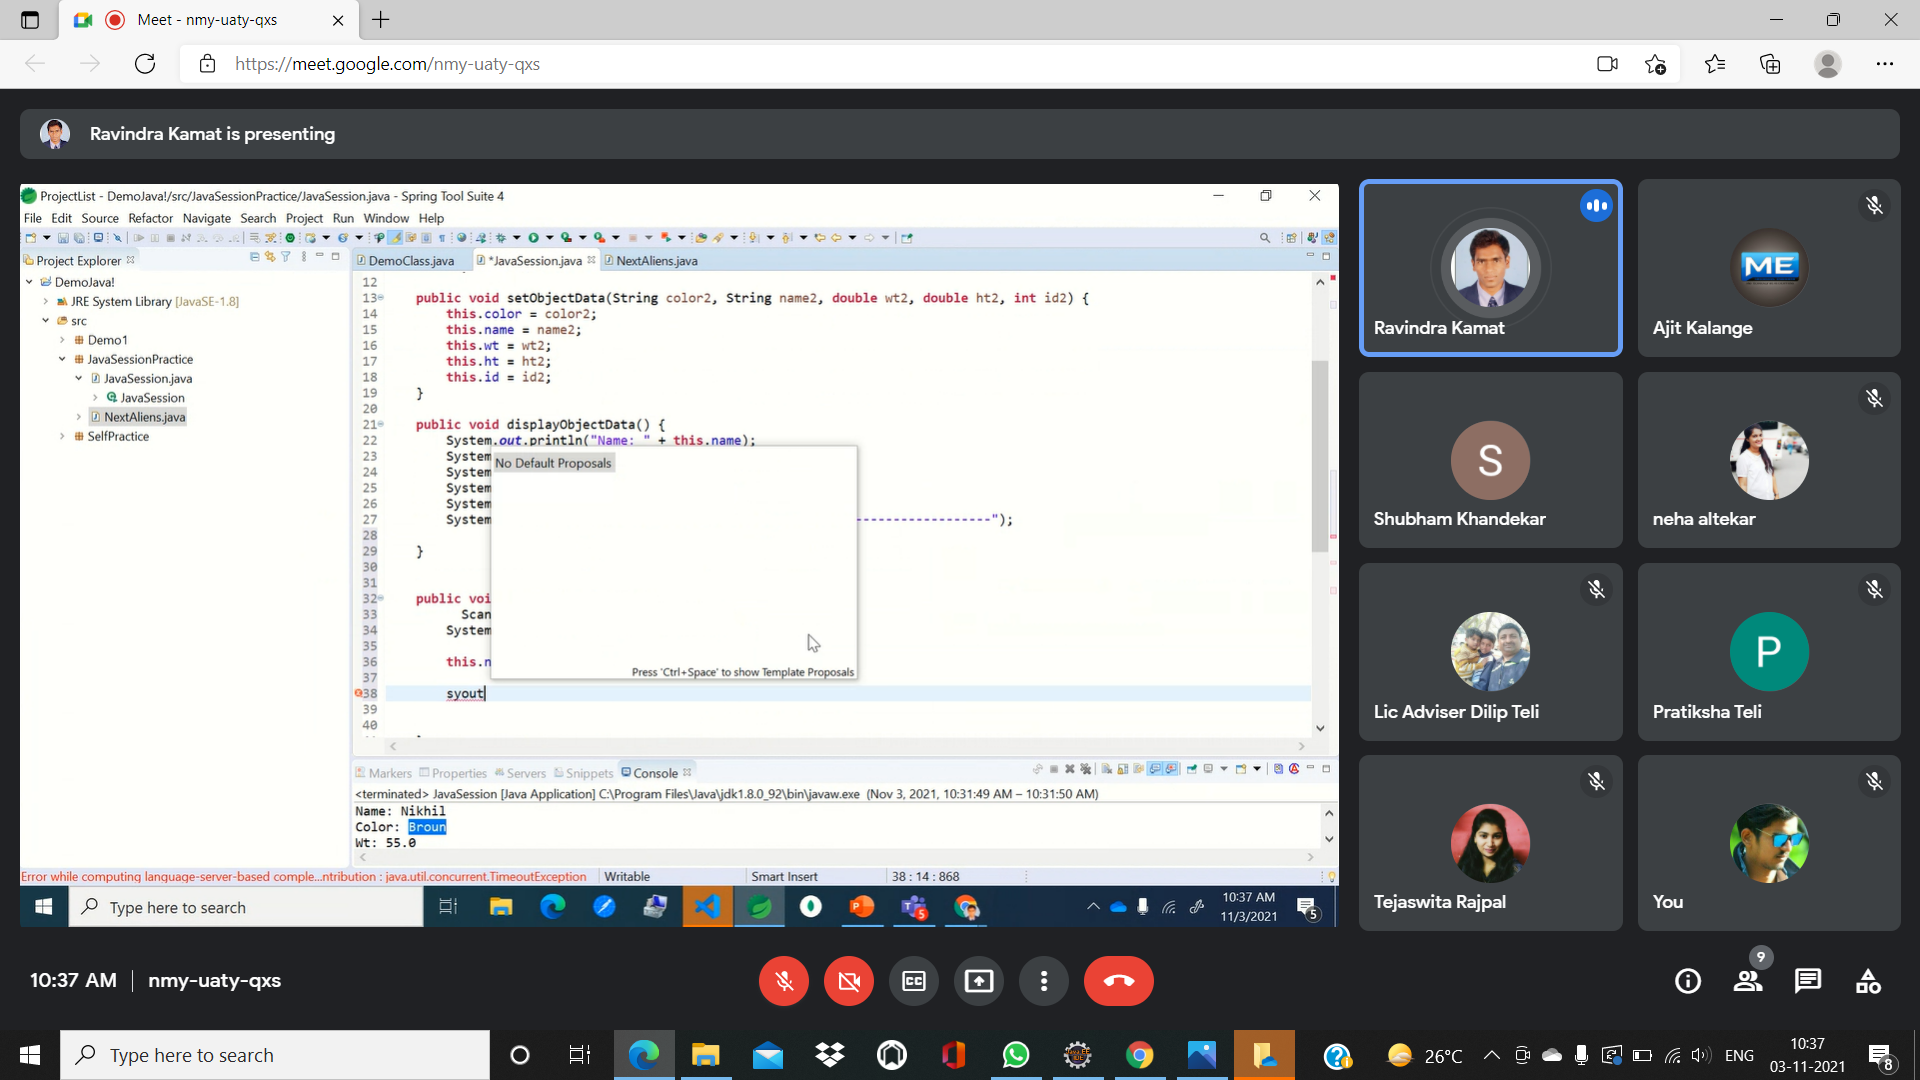 Meet - nmy-uaty-qxs
https://meet.google.com/nmy-uaty-qxs
Ravindra Kamat is presenting
ProjectList - DemoJava!/src/JavaSessionPractice/JavaSession.java - Spring Tool Suite 4
File Edit Source Refactor Navigate Search Project Run Window Help
Project Explorer
DemoJava!
JRE System Library [JavaSE-1.8]
src
Demo1
JavaSessionPractice
JavaSession.java
JavaSession
NextAliens.java
SelfPractice
DemoClass.java
*JavaSession.java
NextAliens.java
12
13 public void setObjectData(String color2, String name2, double wt2, double ht2, int id2) {
14 this.color = color2;
15 this.name = name2;
16 this.wt = wt2;
17 this.ht = ht2;
18 this.id = id2;
19 }
20
21 public void displayObjectData() {
22 System.out.println("Name: " + this.name);
23 System
24 System
25 System
26 System
27 System -----------------");
28
29 }
30
31
32 public voi
33 Scan
34 System
35
36 this.n
37
38 syout
39
40
No Default Proposals
Press 'Ctrl+Space' to show Template Proposals
Markers Properties Servers Snippets Console
<terminated> JavaSession [Java Application] C:\Program Files\Java\jdk1.8.0_92\bin\javaw.exe (Nov 3, 2021, 10:31:49 AM – 10:31:50 AM)
Name: Nikhil
Color: Broun
Wt: 55.0
Error while computing language-server-based comple...ntribution : java.util.concurrent.TimeoutException
Writable
Smart Insert
38 : 14 : 868
Type here to search
5
10:37 AM
11/3/2021
5
Ravindra Kamat
ME
Ajit Kalange
S
Shubham Khandekar
neha altekar
Lic Adviser Dilip Teli
P
Pratiksha Teli
Tejaswita Rajpal
You
10:37 AM
nmy-uaty-qxs
CC
9
Type here to search
26°C
ENG
10:37
03-11-2021
8